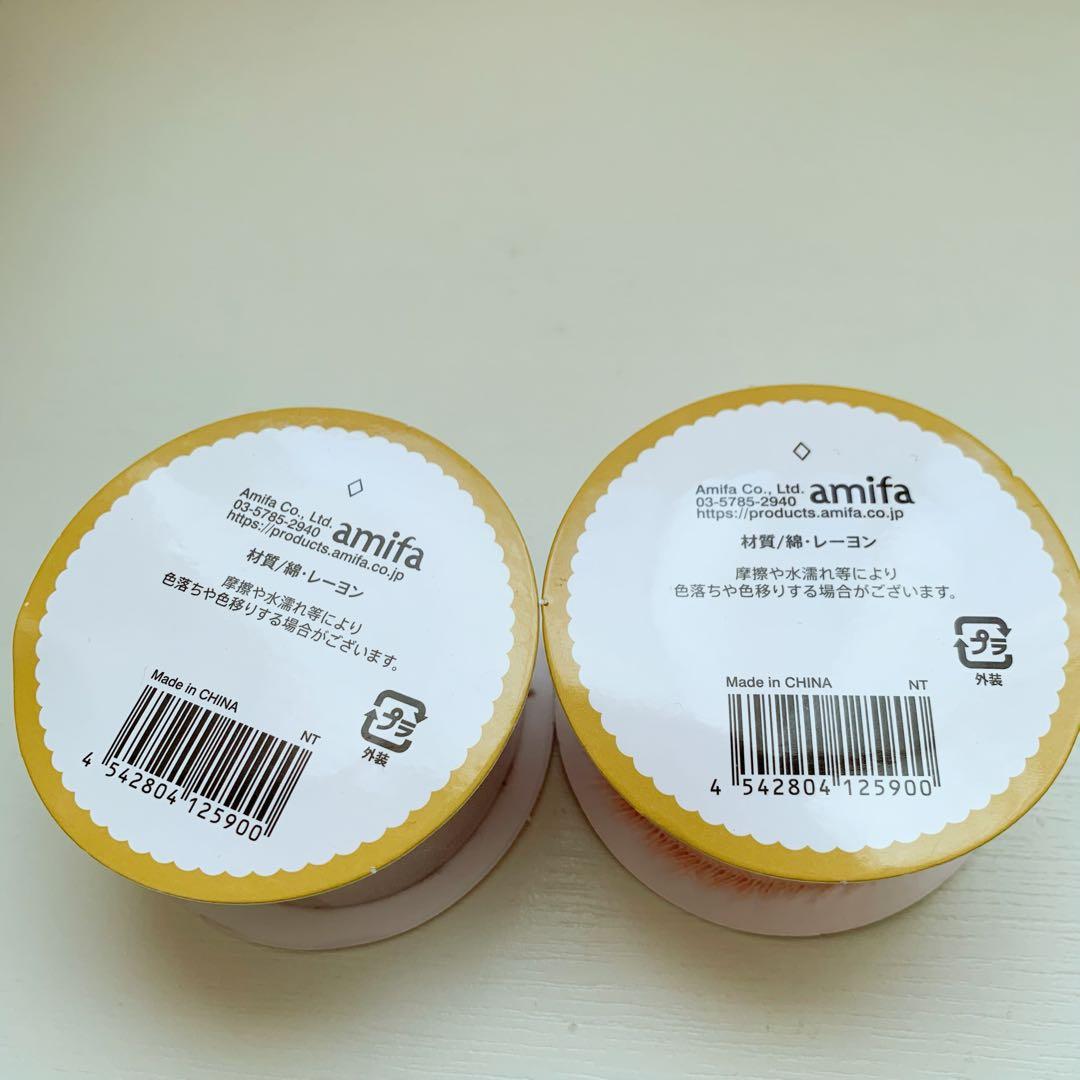 Amifa Co., Ltd.
03-5785-2940
amifa
https://products.amifa.co.jp
材質/綿・レーヨン
摩擦や水濡れ等により
色落ちや色移りする場合がございます。
Made in CHINA
NT
プラ
外装
4 542804 125900
Amifa Co., Ltd.
03-5785-2940
amifa
https://products.amifa.co.jp
材質/綿・レーヨン
摩擦や水濡れ等により
色落ちや色移りする場合がございます。
プラ
外装
Made in CHINA
NT
4 542804 125900